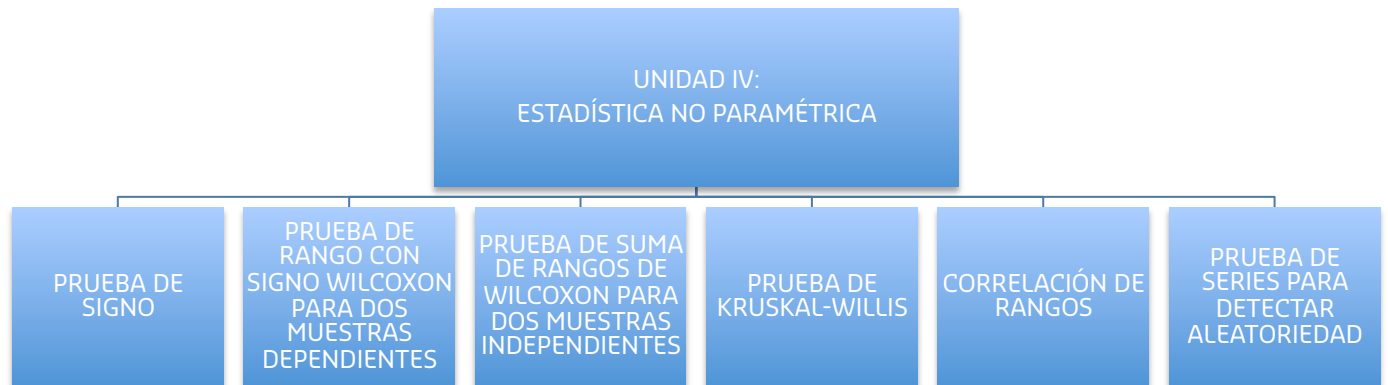 UNIDAD IV:
ESTADÍSTICA NO PARAMÉTRICA
PRUEBA DE
SIGNO
PRUEBA DE
RANGO CON
SIGNO WILCOXON
PARA DOS
MUESTRAS
DEPENDIENTES
PRUEBA DE SUMA
DE RANGOS DE
WILCOXON PARA
DOS MUESTRAS
INDEPENDIENTES
PRUEBA DE
KRUSKAL-WILLIS
CORRELACIÓN DE
RANGOS
PRUEBA DE
SERIES PARA
DETECTAR
ALEATORIEDAD